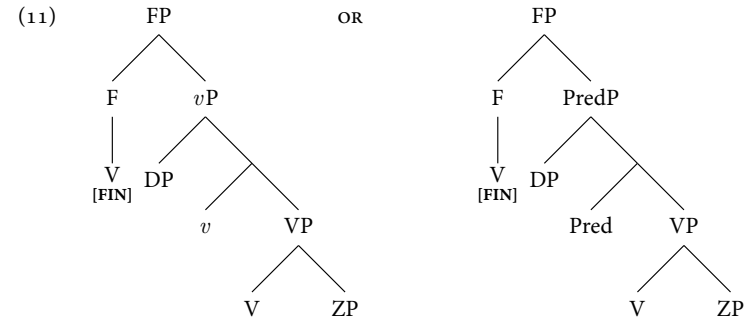 (11) FP OR FP
F vP F PredP
V DP V DP
[FIN] [FIN]
v VP Pred VP
V ZP V ZP